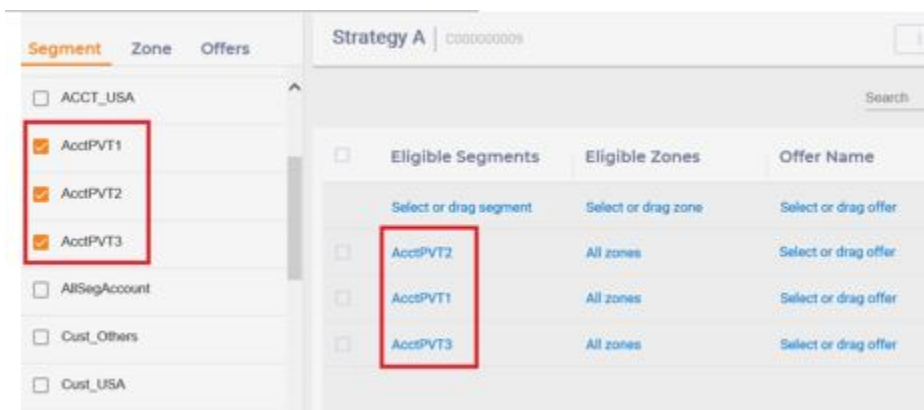 Segment Zone Offers
ACCT_USA
AcctPVT1
AcctPVT2
AcctPVT3
AllSegAccount
Cust_Others
Cust_USA
Strategy A | C000000009
Search
Eligible Segments Eligible Zones Offer Name
Select or drag segment Select or drag zone Select or drag offer
AcctPVT2 All zones Select or drag offer
AcctPVT1 All zones Select or drag offer
AcctPVT3 All zones Select or drag offer